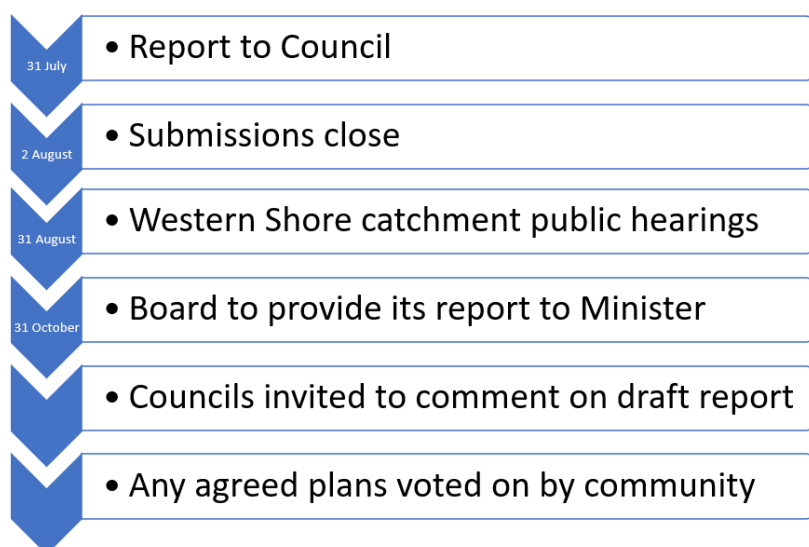 31 July
• Report to Council
2 August
• Submissions close
31 August
• Western Shore catchment public hearings
31 October
• Board to provide its report to Minister
• Councils invited to comment on draft report
• Any agreed plans voted on by community